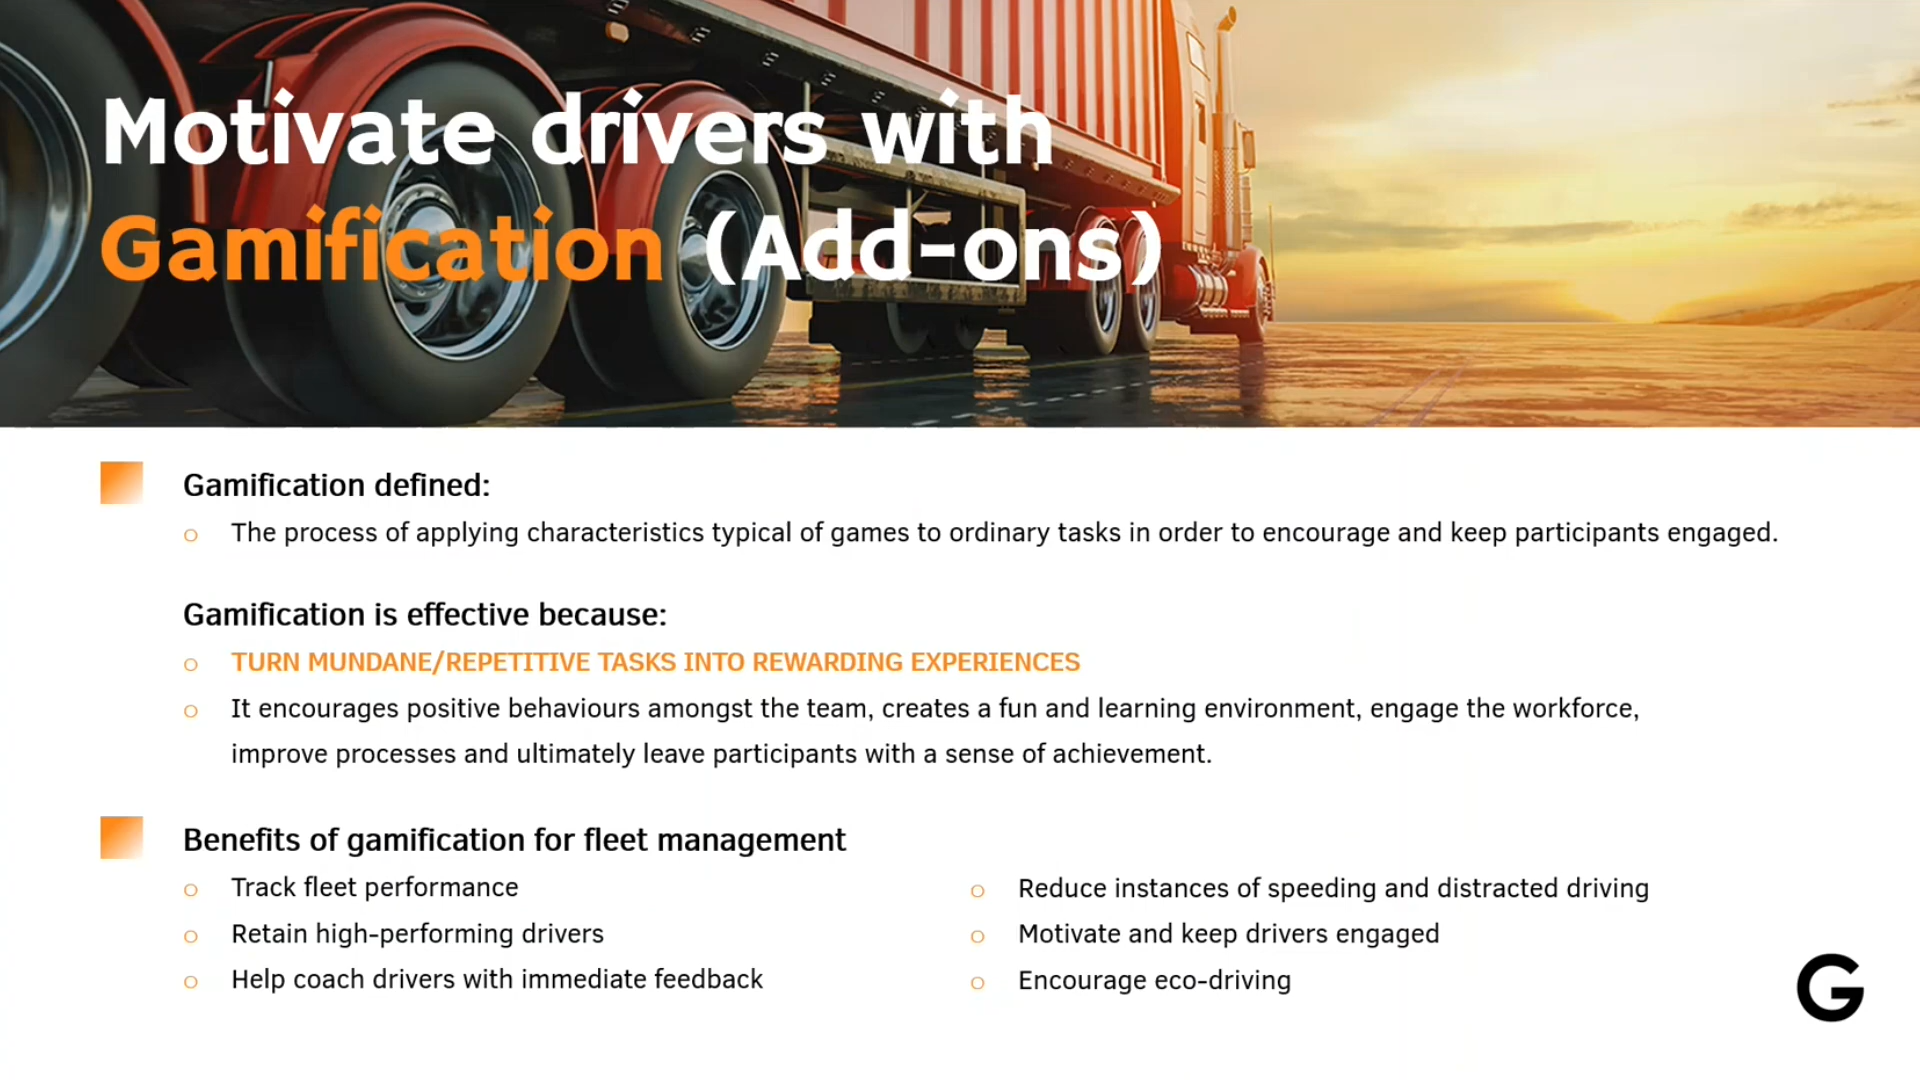 Motivate drivers with
Gamification (Add-ons)
Gamification defined:
The process of applying characteristics typical of games to ordinary tasks in order to encourage and keep participants engaged.
Gamification is effective because:
TURN MUNDANE/REPETITIVE TASKS INTO REWARDING EXPERIENCES
It encourages positive behaviours amongst the team, creates a fun and learning environment, engage the workforce,
improve processes and ultimately leave participants with a sense of achievement.
Benefits of gamification for fleet management
Track fleet performance
Retain high-performing drivers
Help coach drivers with immediate feedback
Reduce instances of speeding and distracted driving
Motivate and keep drivers engaged
Encourage eco-driving
G